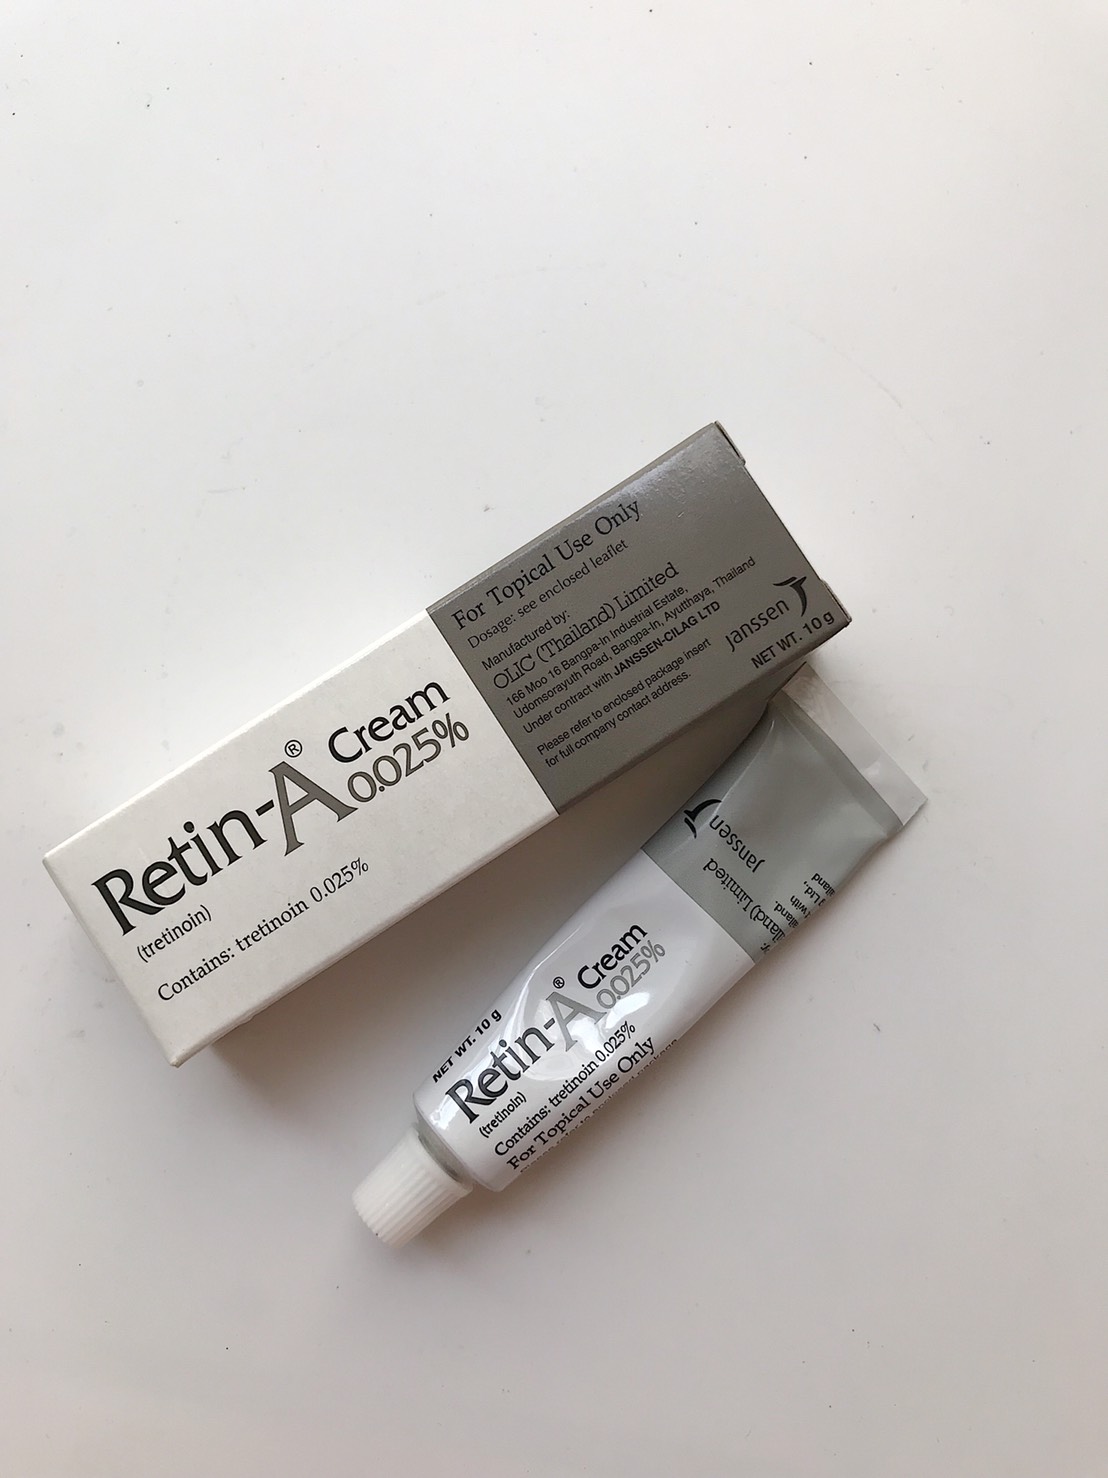 Retin-A® Cream
0.025%
(tretinoin)
Contains: tretinoin 0.025%
For Topical Use Only
Dosage: see enclosed leaflet
Manufactured by:
OLIC (Thailand) Limited
166 Moo 16 Bangpa-In Industrial Estate,
Udomsorayuth Road, Bangpa-In, Ayutthaya, Thailand
Under contract with JANSSEN-CILAG LTD
Please refer to enclosed package insert
for full company contact address.
janssen
NET WT. 10 g
NET WT. 10 g
Retin-A® Cream
0.025%
(tretinoin)
Contains: tretinoin 0.025%
For Topical Use Only
janssen
Limited
with